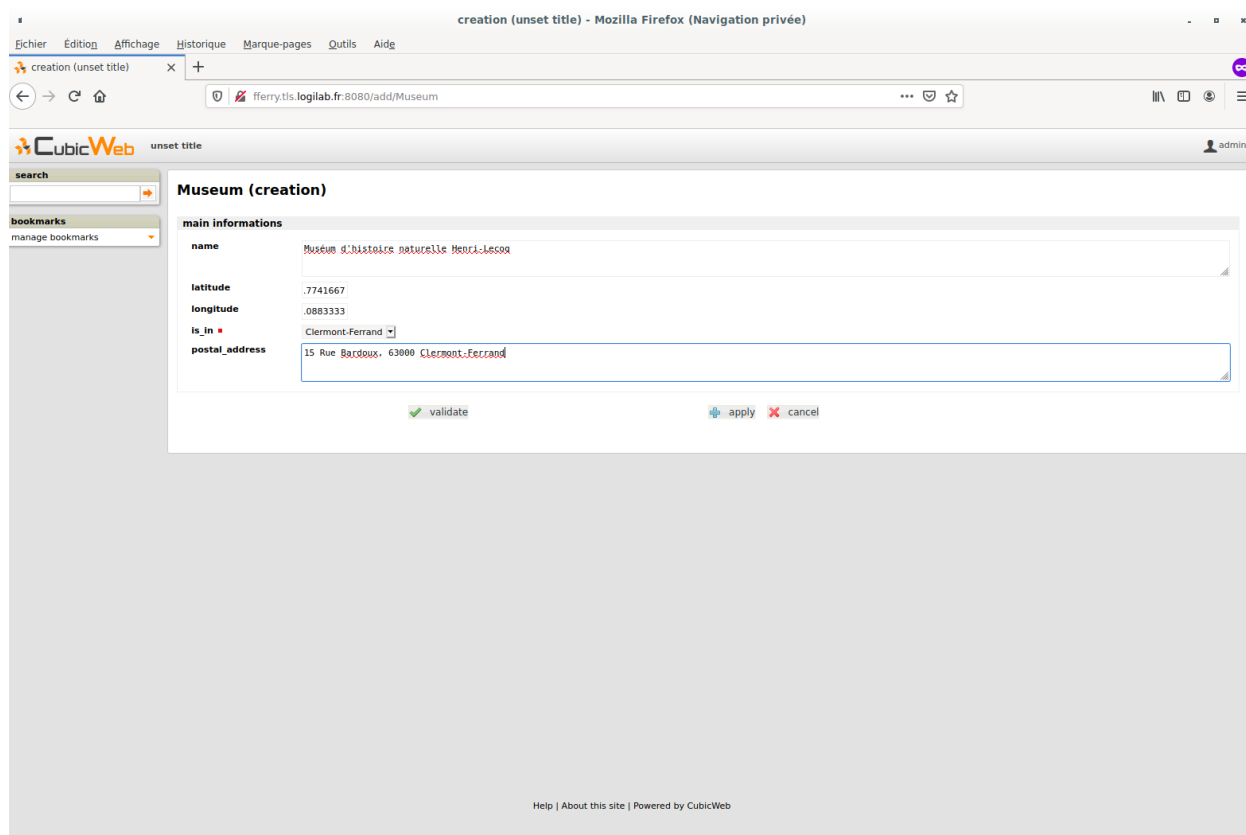 creation (unset title) - Mozilla Firefox (Navigation privée)
Fichier Édition Affichage Historique Marque-pages Outils Aide
creation (unset title)
fferry.tls.logilab.fr:8080/add/Museum
CubicWeb unset title admin
search
Museum (creation)
bookmarks
manage bookmarks
main informations
name Muséum d'histoire naturelle Henri-Lecoq
latitude .7741667
longitude .0883333
is_in Clermont-Ferrand
postal_address 15 Rue Bardoux, 63000 Clermont-Ferrand
validate apply cancel
Help | About this site | Powered by CubicWeb